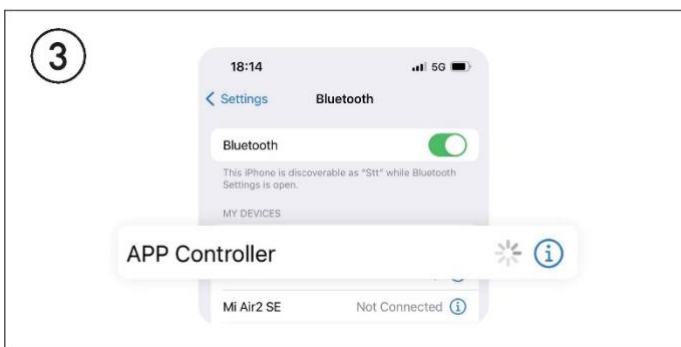 3
18:14 5G
Settings Bluetooth
Bluetooth
This iPhone is discoverable as "Stt" while Bluetooth
Settings is open.
MY DEVICES
APP Controller
Mi Air2 SE Not Connected